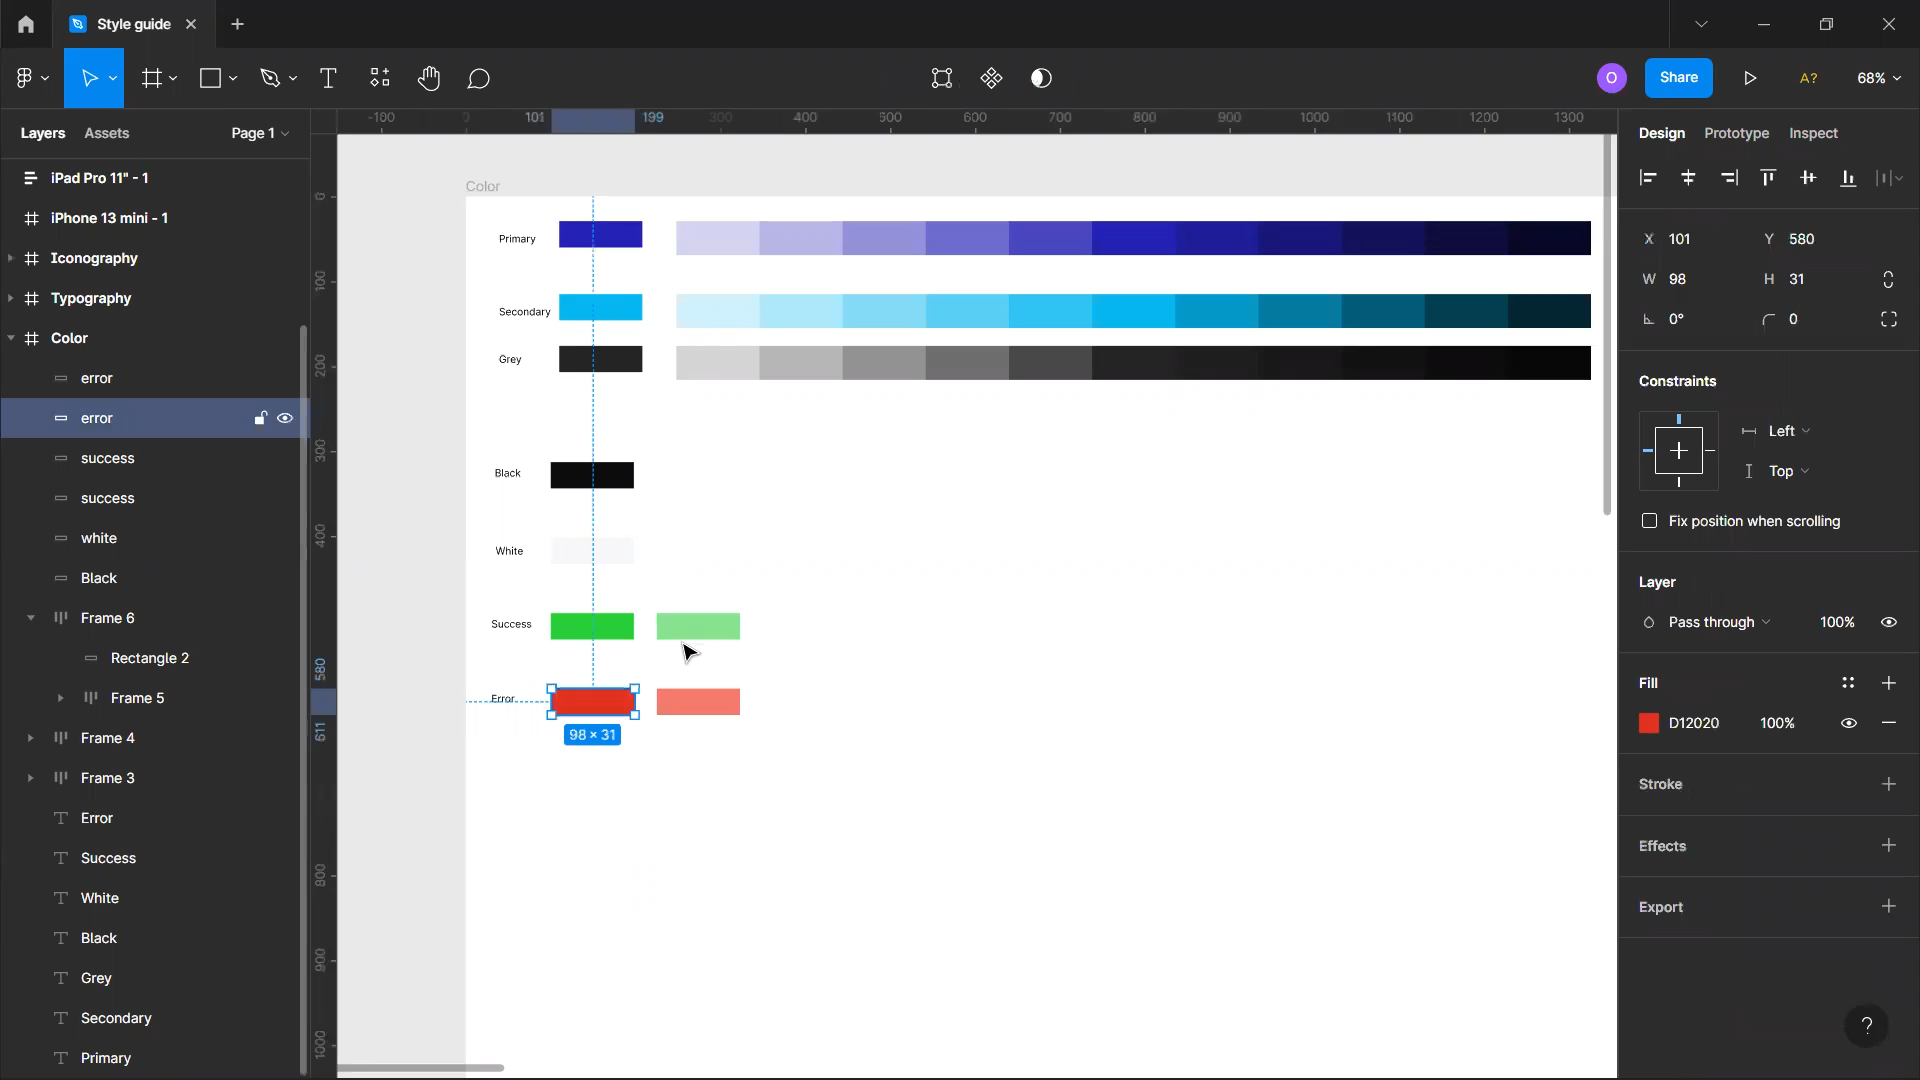 Style guide
Share
A?
68%
O
Layers
Assets
Page 1
iPad Pro 11" - 1
iPhone 13 mini - 1
Iconography
Typography
Color
error
error
success
success
white
Black
Frame 6
Rectangle 2
Frame 5
Frame 4
Frame 3
Error
Success
White
Black
Grey
Secondary
Primary
-100 0 101 199 300 400 500 600 700 800 900 1000 1100 1200 1300
0
100
200
300
400
580
611
800
900
1000
Color
Primary
Secondary
Grey
Black
White
Success
Error
98 × 31
Design
Prototype
Inspect
X 101
Y 580
W 98
H 31
0°
0
Constraints
Left
Top
Fix position when scrolling
Layer
Pass through
100%
Fill
D12020
100%
Stroke
Effects
Export
?